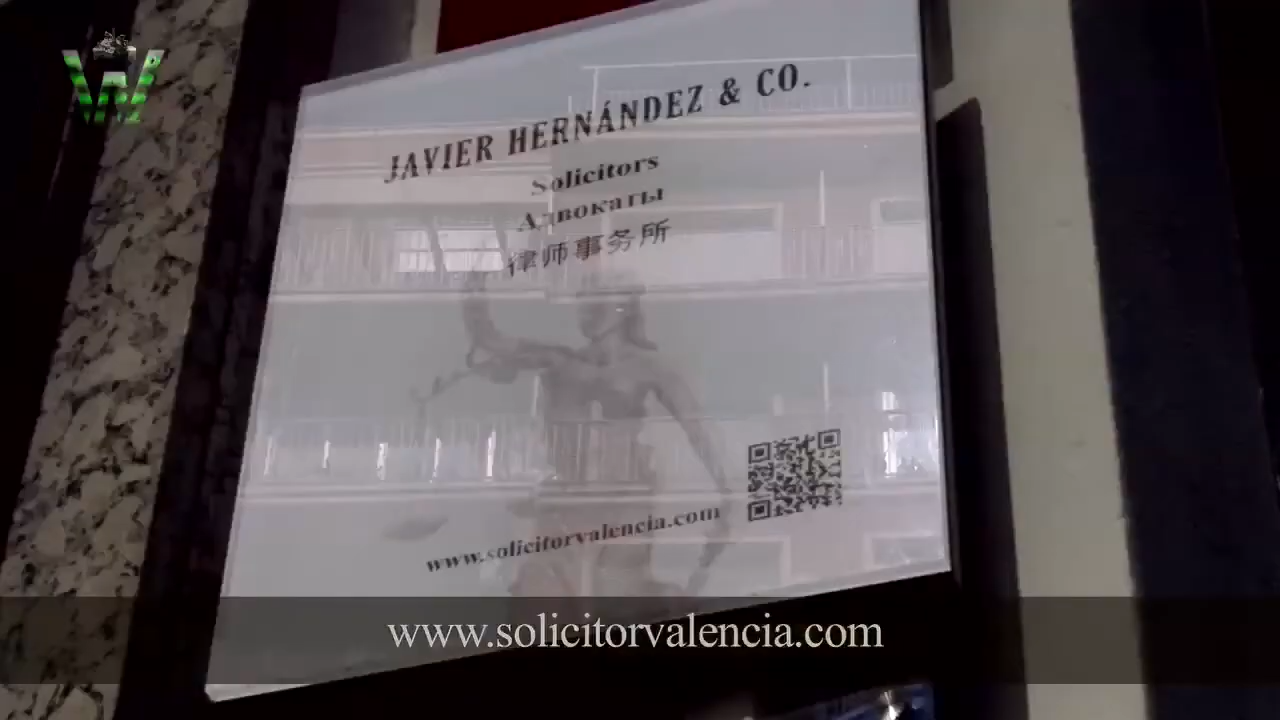 W
JAVIER HERNÁNDEZ & CO.
Solicitors
Адвокаты
律师事务所
www.solicitorvalencia.com
www.solicitorvalencia.com